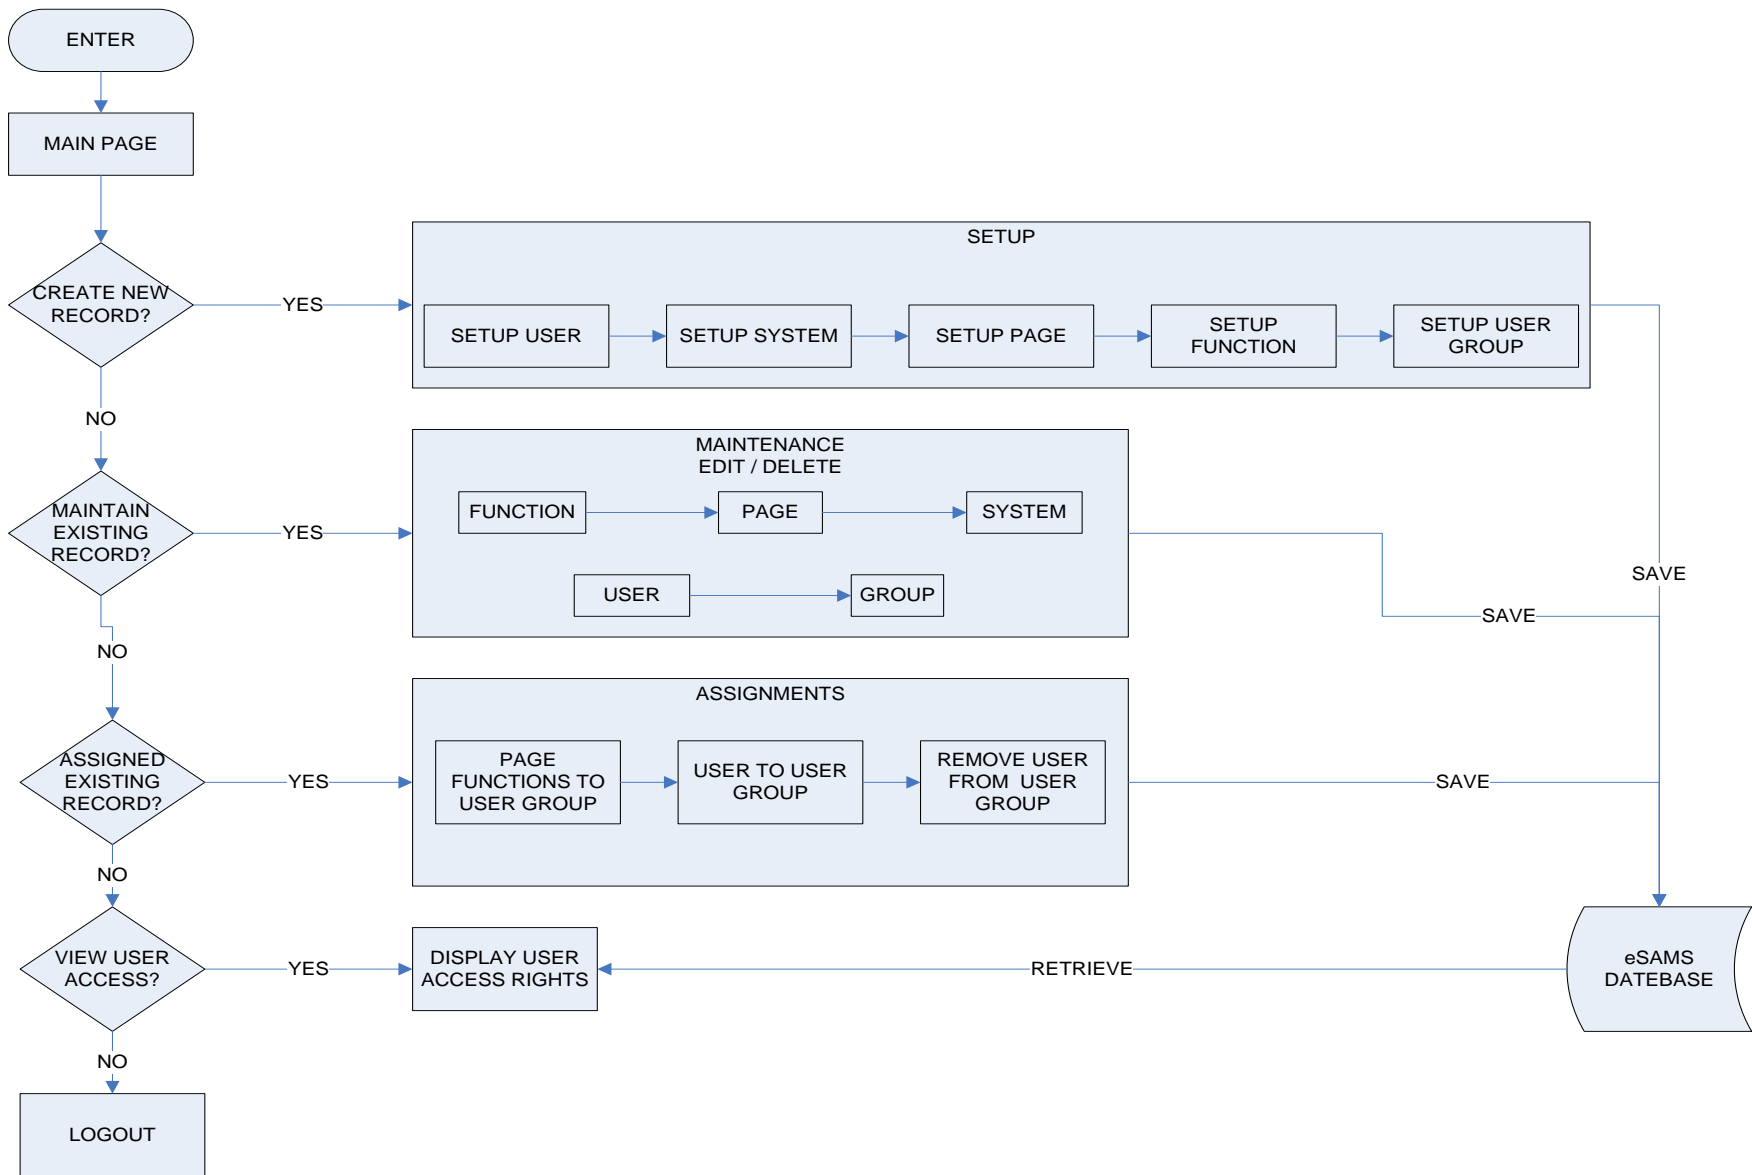 ENTER
MAIN PAGE
CREATE NEW
RECORD?
YES
SETUP
SETUP USER
SETUP SYSTEM
SETUP PAGE
SETUP
FUNCTION
SETUP USER
GROUP
NO
MAINTAIN
EXISTING
RECORD?
YES
MAINTENANCE
EDIT / DELETE
FUNCTION
PAGE
SYSTEM
USER
GROUP
SAVE
SAVE
NO
ASSIGNED
EXISTING
RECORD?
YES
ASSIGNMENTS
PAGE
FUNCTIONS TO
USER GROUP
USER TO USER
GROUP
REMOVE USER
FROM USER
GROUP
SAVE
NO
VIEW USER
ACCESS?
YES
DISPLAY USER
ACCESS RIGHTS
RETRIEVE
eSAMS
DATEBASE
NO
LOGOUT